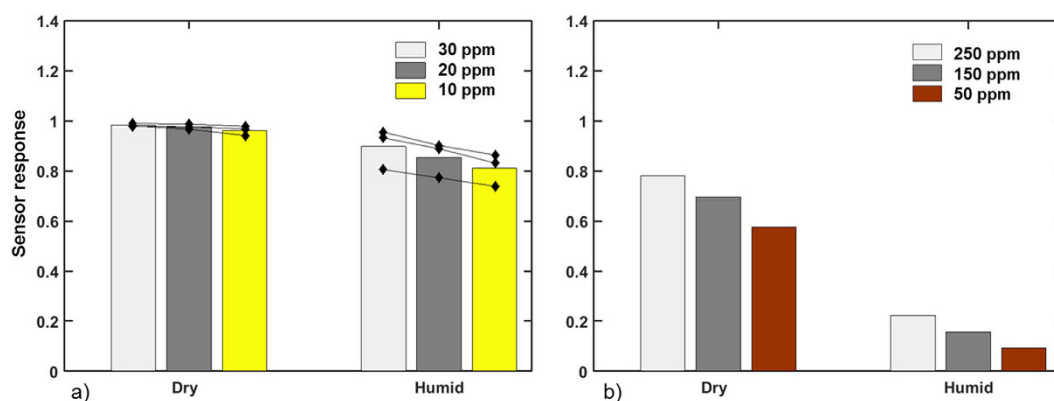 Sensor response
1.4
1.2
1
0.8
0.6
0.4
0.2
0
30 ppm
20 ppm
10 ppm
Dry
Humid
a)
1.4
1.2
1
0.8
0.6
0.4
0.2
0
250 ppm
150 ppm
50 ppm
Dry
Humid
b)